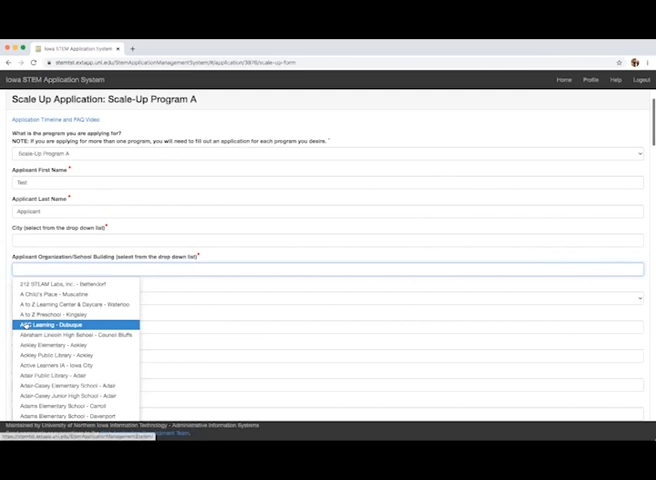 Iowa STEM Application System
stemtst.extapp.uni.edu/StemApplicationManagementSystem/#/application/3976/scale-up-form
Iowa STEM Application System
Home Profile Help Logout
Scale Up Application: Scale-Up Program A
Application Timeline and FAQ Video
What is the program you are applying for?
NOTE: If you are applying for more than one program, you will need to fill out an application for each program you desire. *
Scale-Up Program A
Applicant First Name *
Test
Applicant Last Name *
Applicant
City (select from the drop down list)*
Applicant Organization/School Building (select from the drop down list)*
212 STEAM Labs, Inc. - Bettendorf
A Child's Place - Muscatine
A to Z Learning Center & Daycare - Waterloo
A to Z Preschool - Kingsley
Learning - Dubuque
Abraham Lincoln High School - Council Bluffs
Ackley Elementary - Ackley
Ackley Public Library - Ackley
Active Learners IA - Iowa City
Adair Public Library - Adair
Adair-Casey Elementary School - Adair
Adair-Casey Junior High School - Adair
Adams Elementary School - Carroll
Adams Elementary School - Davenport
Maintained by University of Northern Iowa Information Technology - Administrative Information Systems